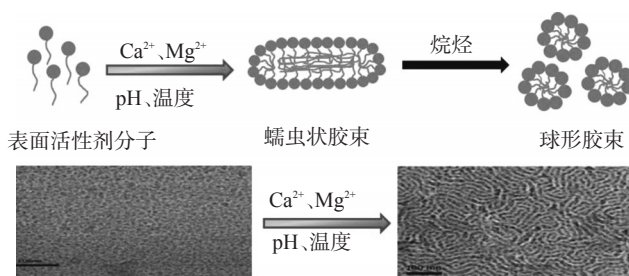 Ca²⁺、Mg²⁺
pH、温度
烷烃
表面活性剂分子
蠕虫状胶束
球形胶束
Ca²⁺、Mg²⁺
pH、温度